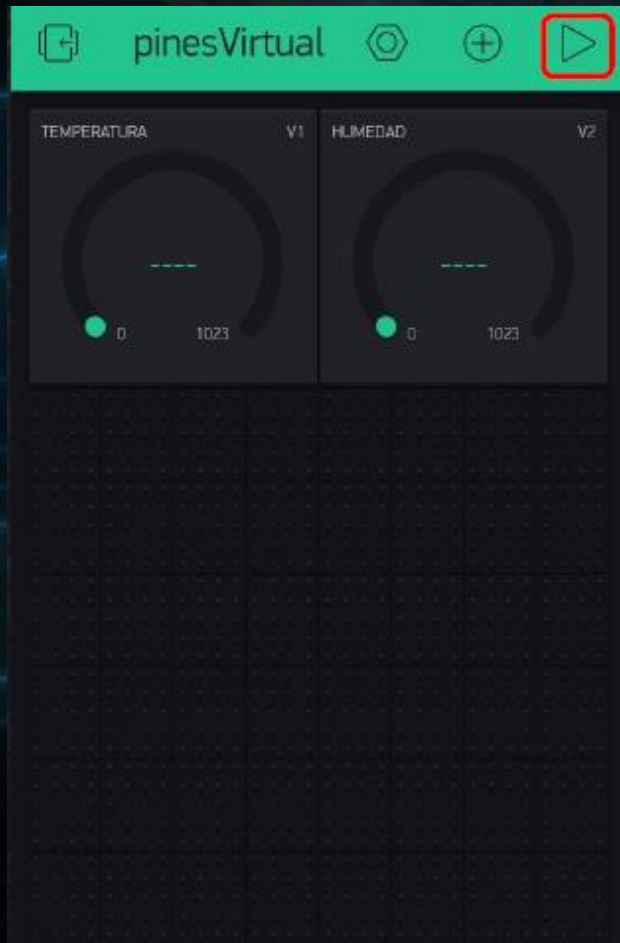 pinesVirtual
TEMPERATURA V1 HUMEDAD V2
---- ----
0 1023 0 1023